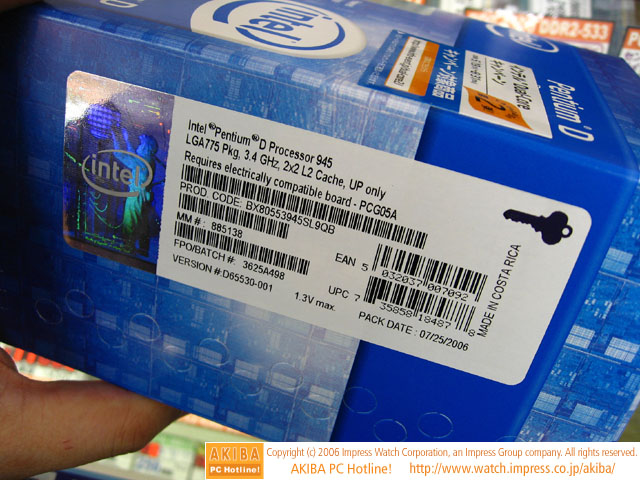 intel
DDR2-533
Pentium D
intel
Intel® Pentium® D Processor 945
LGA775 Pkg, 3.4 GHz, 2x2 L2 Cache, UP only
Requires electrically compatible board - PCG05A
PROD. CODE: BX80553945SL9QB
MM# : 885138
FPO/BATCH# : 3625A498
VERSION #:D65530-001
1.3V max.
EAN 5 032037 007092
UPC 7 35858 18487 8
PACK DATE : 07/25/2006
MADE IN COSTA RICA
AKIBA
PC Hotline!
Copyright (c) 2006 Impress Watch Corporation, an Impress Group company. All rights reserved.
AKIBA PC Hotline! http://www.watch.impress.co.jp/akiba/